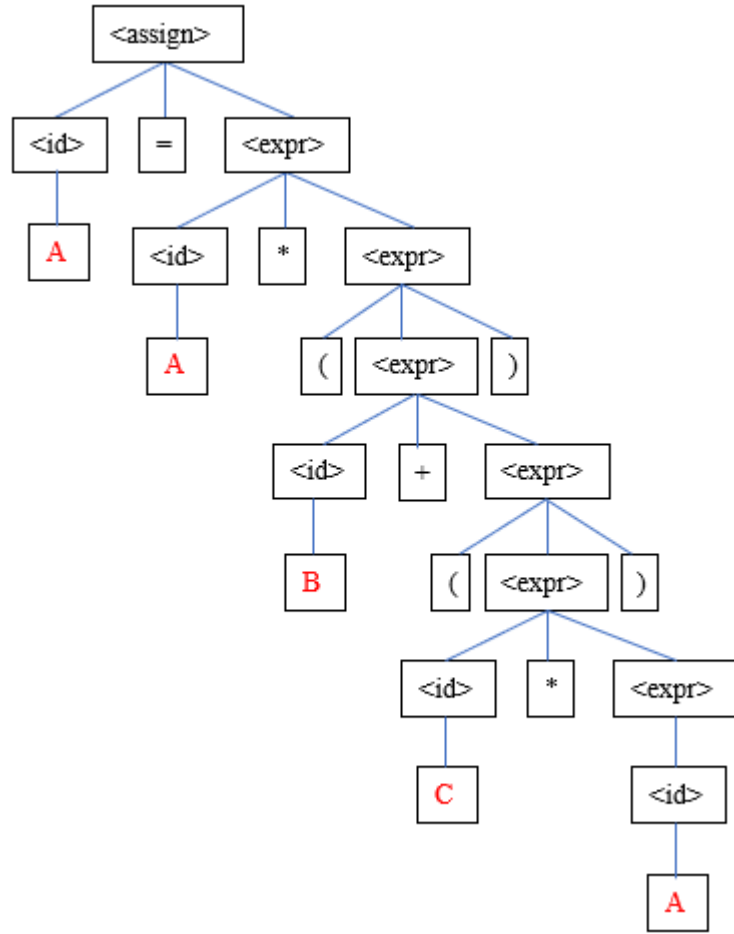 <assign>
<id> = <expr>
A <id> * <expr>
A ( <expr> )
<id> + <expr>
B ( <expr> )
<id> * <expr>
C <id>
A